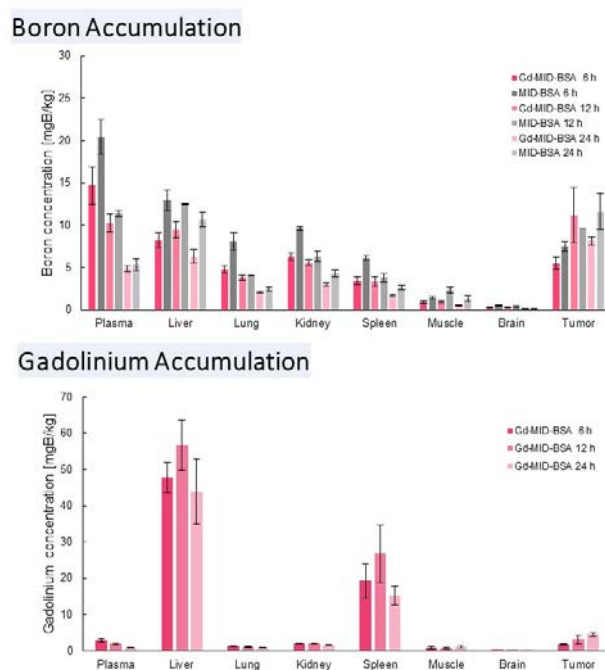 Boron Accumulation
30
25
20
15
10
5
0
Boron concentration [mgB/kg]
Gd-MID-BSA 6 h
MID-BSA 6 h
Gd-MID-BSA 12 h
MID-BSA 12 h
Gd-MID-BSA 24 h
MID-BSA 24 h
Plasma Liver Lung Kidney Spleen Muscle Brain Tumor
Gadolinium Accumulation
70
60
50
40
30
20
10
0
Gadolinium concentration [mgB/kg]
Gd-MID-BSA 6 h
Gd-MID-BSA 12 h
Gd-MID-BSA 24 h
Plasma Liver Lung Kidney Spleen Muscle Brain Tumor